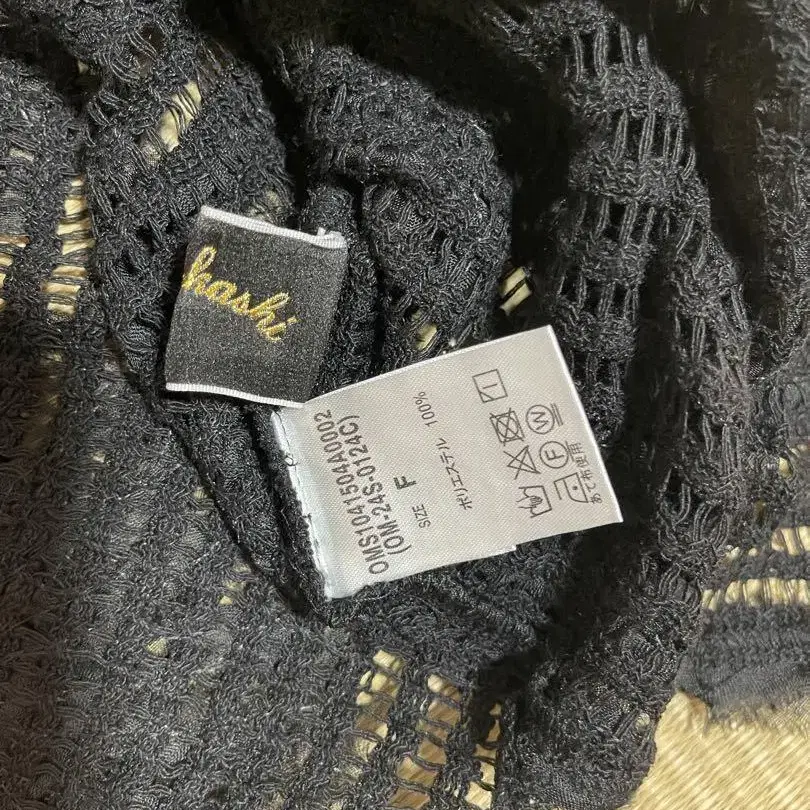 hashi
OMS1041504A0002
(OM-24S-0124C)
SIZE F
ポリエステル 100%
F W
あて布使用